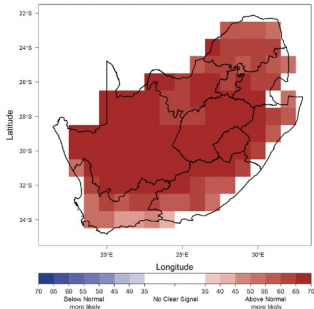 22°S
24°S
26°S
28°S
30°S
32°S
34°S
Latitude
20°E 25°E 30°E
Longitude
70 65 60 55 50 45 40 35 35 40 45 50 55 60 65 70
Below Normal No Clear Signal Above Normal
more likely more likely